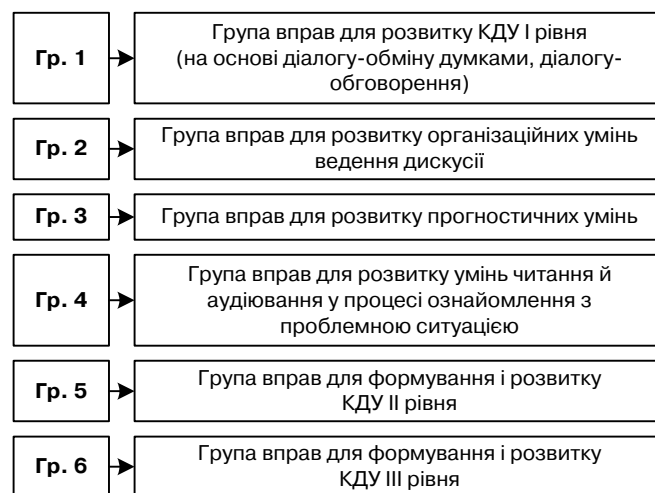 Гр. 1
Група вправ для розвитку КДУ I рівня
(на основі діалогу-обміну думками, діалогу-
обговорення)
Гр. 2
Група вправ для розвитку організаційних умінь
ведення дискусії
Гр. 3
Група вправ для розвитку прогностичних умінь
Гр. 4
Група вправ для розвитку умінь читання й
аудіювання у процесі ознайомлення з
проблемною ситуацією
Гр. 5
Група вправ для формування і розвитку
КДУ II рівня
Гр. 6
Група вправ для формування і розвитку
КДУ III рівня